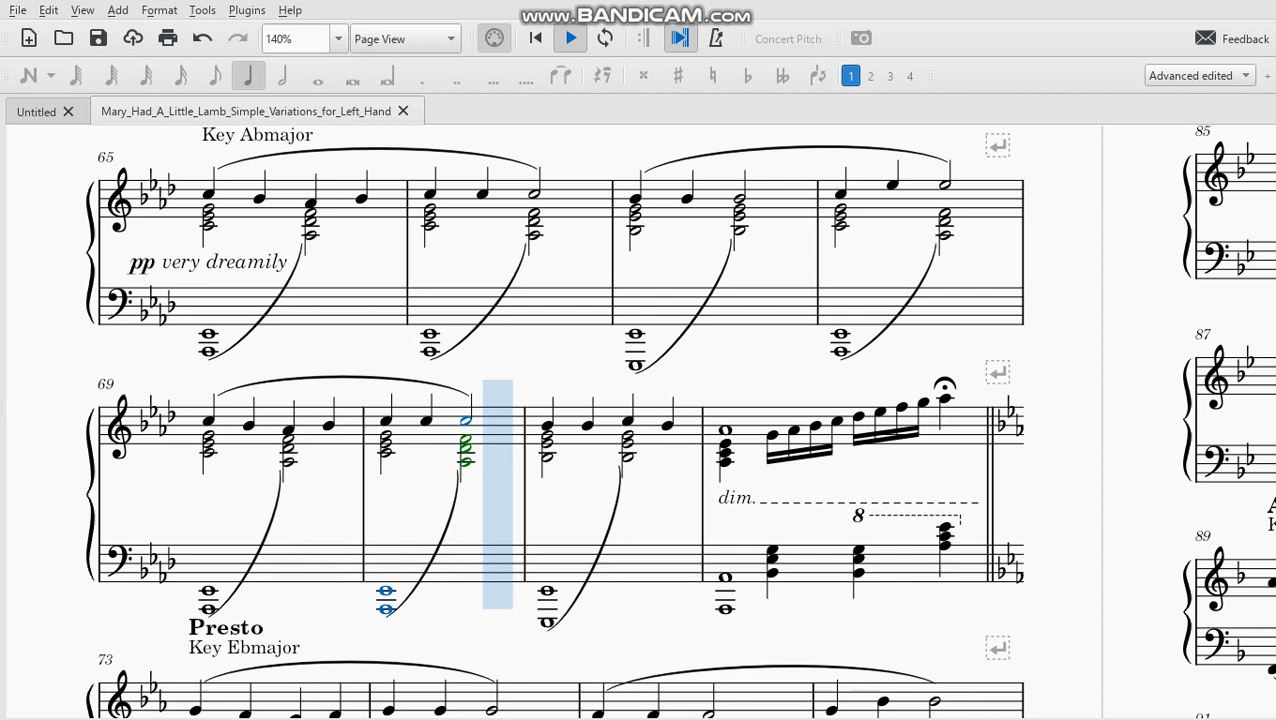 File Edit View Add Format Tools Plugins Help
www.BANDICAM.com
140% Page View Concert Pitch Feedback
1 2 3 4 Advanced edited
Untitled Mary_Had_A_Little_Lamb_Simple_Variations_for_Left_Hand
Key Abmajor
65
pp very dreamily
69
dim.
8
Presto
Key Ebmajor
73
85
87
89